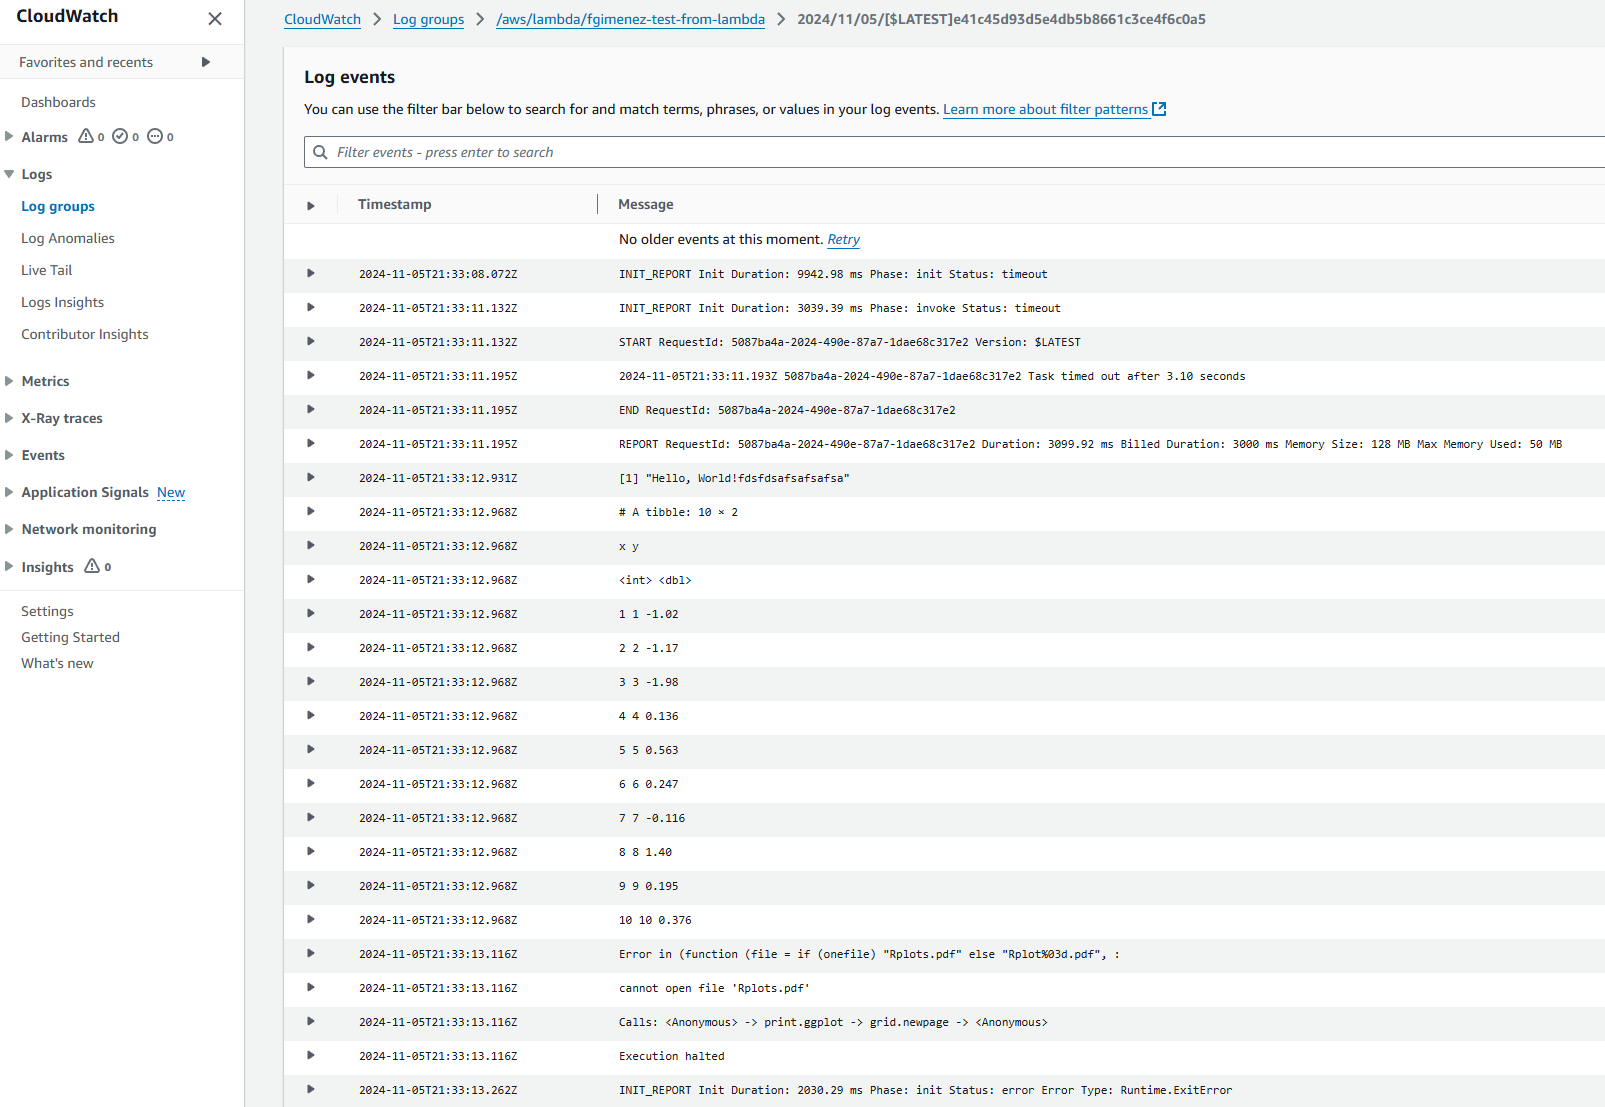 CloudWatch
Favorites and recents
Dashboards
Alarms 0 0 0
Logs
Log groups
Log Anomalies
Live Tail
Logs Insights
Contributor Insights
Metrics
X-Ray traces
Events
Application Signals New
Network monitoring
Insights 0
Settings
Getting Started
What's new
CloudWatch > Log groups > /aws/lambda/fgimenez-test-from-lambda > 2024/11/05/[$LATEST]e41c45d93d5e4db5b8661c3ce4f6c0a5
Log events
You can use the filter bar below to search for and match terms, phrases, or values in your log events. Learn more about filter patterns
Filter events - press enter to search
Timestamp Message
No older events at this moment. Retry
2024-11-05T21:33:08.072Z INIT_REPORT Init Duration: 9942.98 ms Phase: init Status: timeout
2024-11-05T21:33:11.132Z INIT_REPORT Init Duration: 3039.39 ms Phase: invoke Status: timeout
2024-11-05T21:33:11.132Z START RequestId: 5087ba4a-2024-490e-87a7-1dae68c317e2 Version: $LATEST
2024-11-05T21:33:11.195Z 2024-11-05T21:33:11.193Z 5087ba4a-2024-490e-87a7-1dae68c317e2 Task timed out after 3.10 seconds
2024-11-05T21:33:11.195Z END RequestId: 5087ba4a-2024-490e-87a7-1dae68c317e2
2024-11-05T21:33:11.195Z REPORT RequestId: 5087ba4a-2024-490e-87a7-1dae68c317e2 Duration: 3099.92 ms Billed Duration: 3000 ms Memory Size: 128 MB Max Memory Used: 50 MB
2024-11-05T21:33:12.931Z [1] "Hello, World!fdsfdsafsafsafsa"
2024-11-05T21:33:12.968Z # A tibble: 10 × 2
2024-11-05T21:33:12.968Z x y
2024-11-05T21:33:12.968Z <int> <dbl>
2024-11-05T21:33:12.968Z 1 1 -1.02
2024-11-05T21:33:12.968Z 2 2 -1.17
2024-11-05T21:33:12.968Z 3 3 -1.98
2024-11-05T21:33:12.968Z 4 4 0.136
2024-11-05T21:33:12.968Z 5 5 0.563
2024-11-05T21:33:12.968Z 6 6 0.247
2024-11-05T21:33:12.968Z 7 7 -0.116
2024-11-05T21:33:12.968Z 8 8 1.40
2024-11-05T21:33:12.968Z 9 9 0.195
2024-11-05T21:33:12.968Z 10 10 0.376
2024-11-05T21:33:13.116Z Error in (function (file = if (onefile) "Rplots.pdf" else "Rplot%03d.pdf", :
2024-11-05T21:33:13.116Z cannot open file 'Rplots.pdf'
2024-11-05T21:33:13.116Z Calls: <Anonymous> -> print.ggplot -> grid.newpage -> <Anonymous>
2024-11-05T21:33:13.116Z Execution halted
2024-11-05T21:33:13.262Z INIT_REPORT Init Duration: 2030.29 ms Phase: init Status: error Error Type: Runtime.ExitError